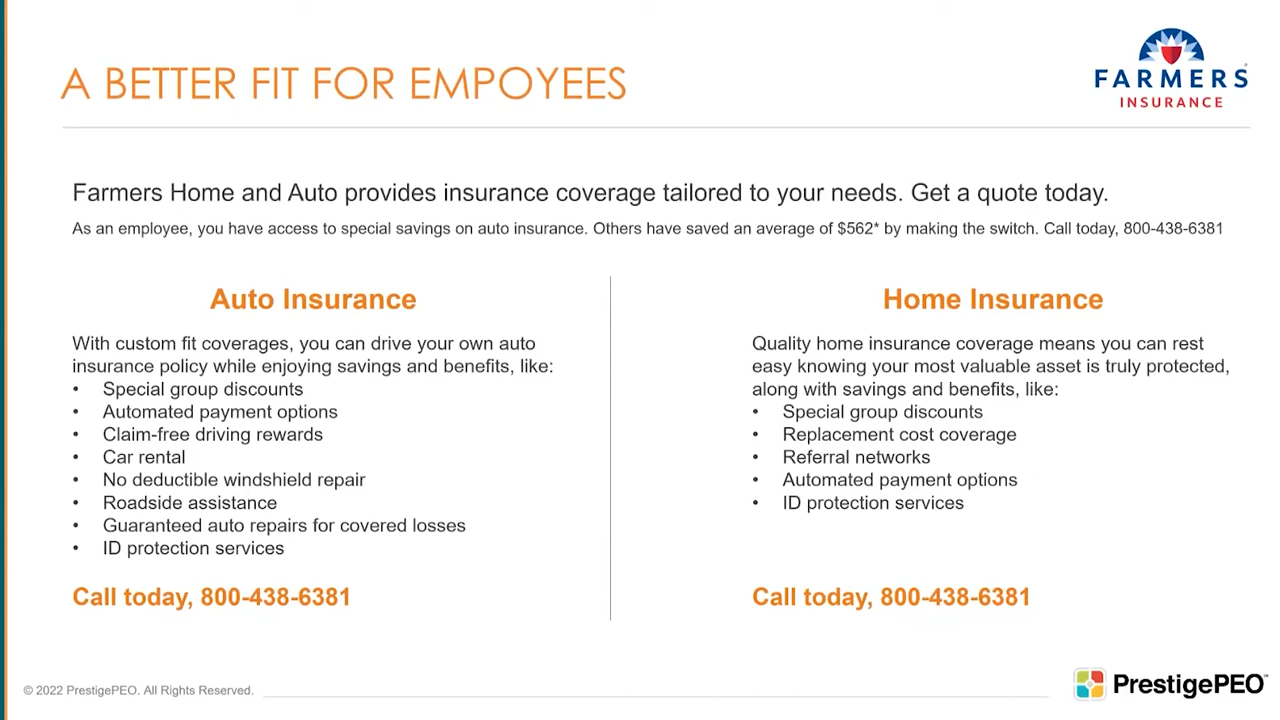 A BETTER FIT FOR EMPOYEES
FARMERS
INSURANCE
Farmers Home and Auto provides insurance coverage tailored to your needs. Get a quote today.
As an employee, you have access to special savings on auto insurance. Others have saved an average of $562* by making the switch. Call today, 800-438-6381
Auto Insurance
With custom fit coverages, you can drive your own auto
insurance policy while enjoying savings and benefits, like:
• Special group discounts
• Automated payment options
• Claim-free driving rewards
• Car rental
• No deductible windshield repair
• Roadside assistance
• Guaranteed auto repairs for covered losses
• ID protection services
Call today, 800-438-6381
Home Insurance
Quality home insurance coverage means you can rest
easy knowing your most valuable asset is truly protected,
along with savings and benefits, like:
• Special group discounts
• Replacement cost coverage
• Referral networks
• Automated payment options
• ID protection services
Call today, 800-438-6381
© 2022 PrestigePEO. All Rights Reserved.
PrestigePEO™